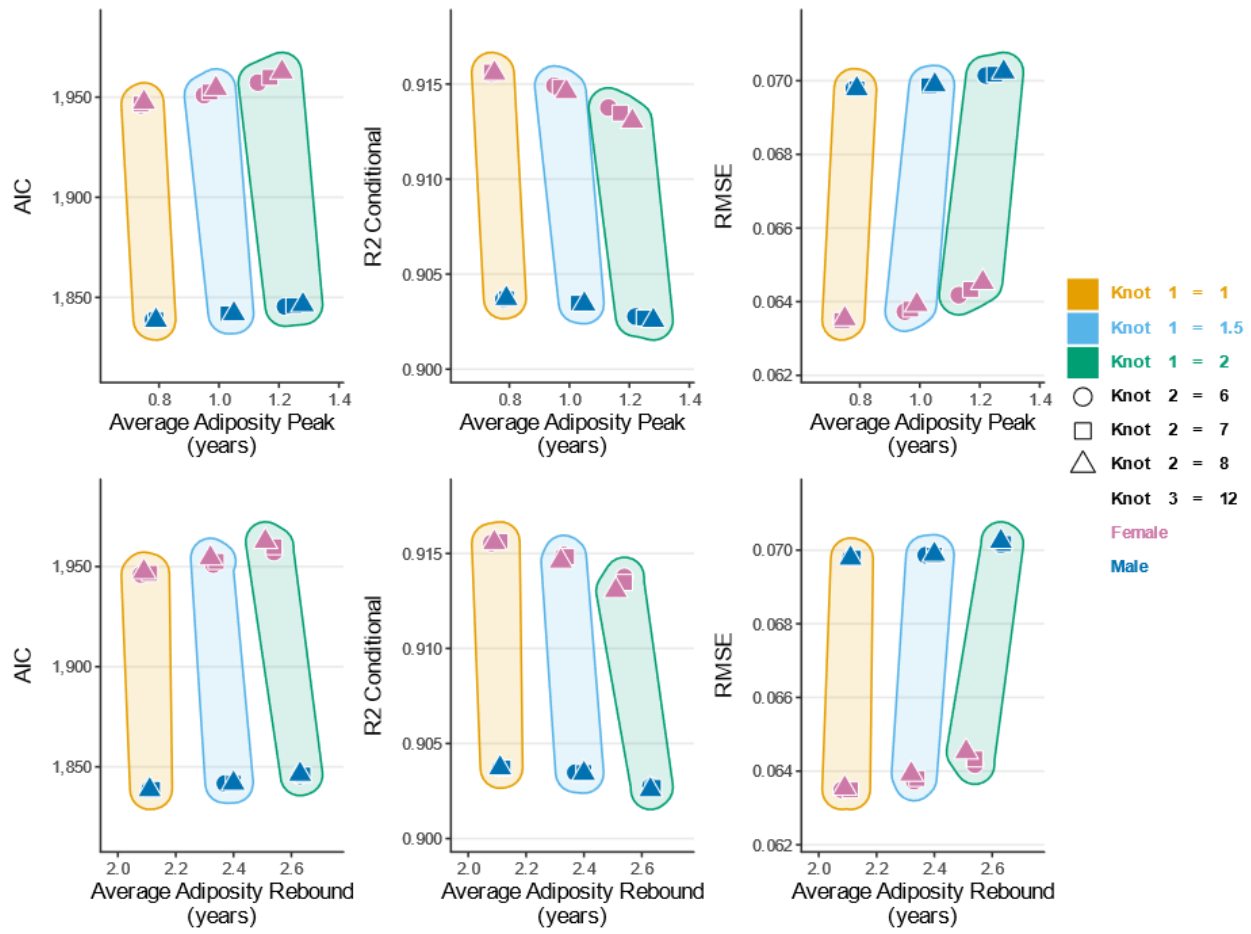 AIC
1,950
1,900
1,850
0.8 1.0 1.2 1.4
Average Adiposity Peak
(years)
R2 Conditional
0.915
0.910
0.905
0.900
0.8 1.0 1.2 1.4
Average Adiposity Peak
(years)
RMSE
0.070
0.068
0.066
0.064
0.062
0.8 1.0 1.2 1.4
Average Adiposity Peak
(years)
Knot 1 = 1
Knot 1 = 1.5
Knot 1 = 2
Knot 2 = 6
Knot 2 = 7
Knot 2 = 8
Knot 3 = 12
Female
Male
AIC
1,950
1,900
1,850
2.0 2.2 2.4 2.6
Average Adiposity Rebound
(years)
R2 Conditional
0.915
0.910
0.905
0.900
2.0 2.2 2.4 2.6
Average Adiposity Rebound
(years)
RMSE
0.070
0.068
0.066
0.064
0.062
2.0 2.2 2.4 2.6
Average Adiposity Rebound
(years)